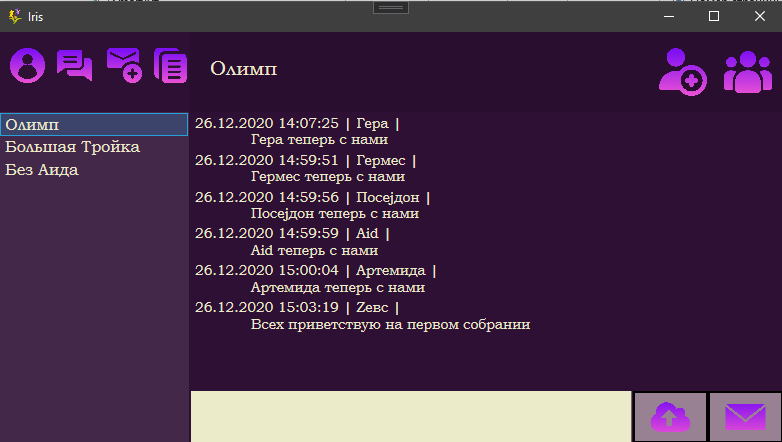 Iris
Олимп
Олимп
Большая Тройка
Без Аида
26.12.2020 14:07:25 | Гера |
Гера теперь с нами
26.12.2020 14:59:51 | Гермес |
Гермес теперь с нами
26.12.2020 14:59:56 | Посејдон |
Посејдон теперь с нами
26.12.2020 14:59:59 | Aid |
Aid теперь с нами
26.12.2020 15:00:04 | Артемида |
Артемида теперь с нами
26.12.2020 15:03:19 | Zевс |
Всех приветствую на первом собрании